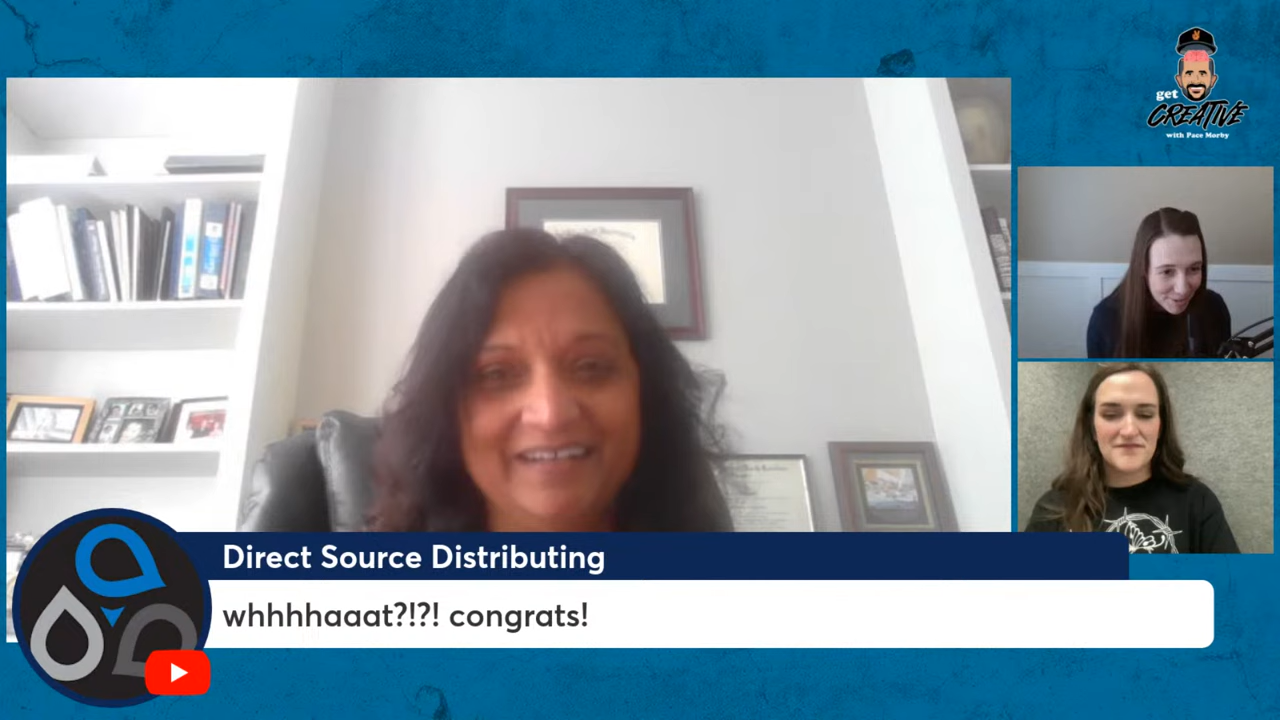 get
CREATIVE
with Pace Morby
Direct Source Distributing
whhhhaaat?!?! congrats!